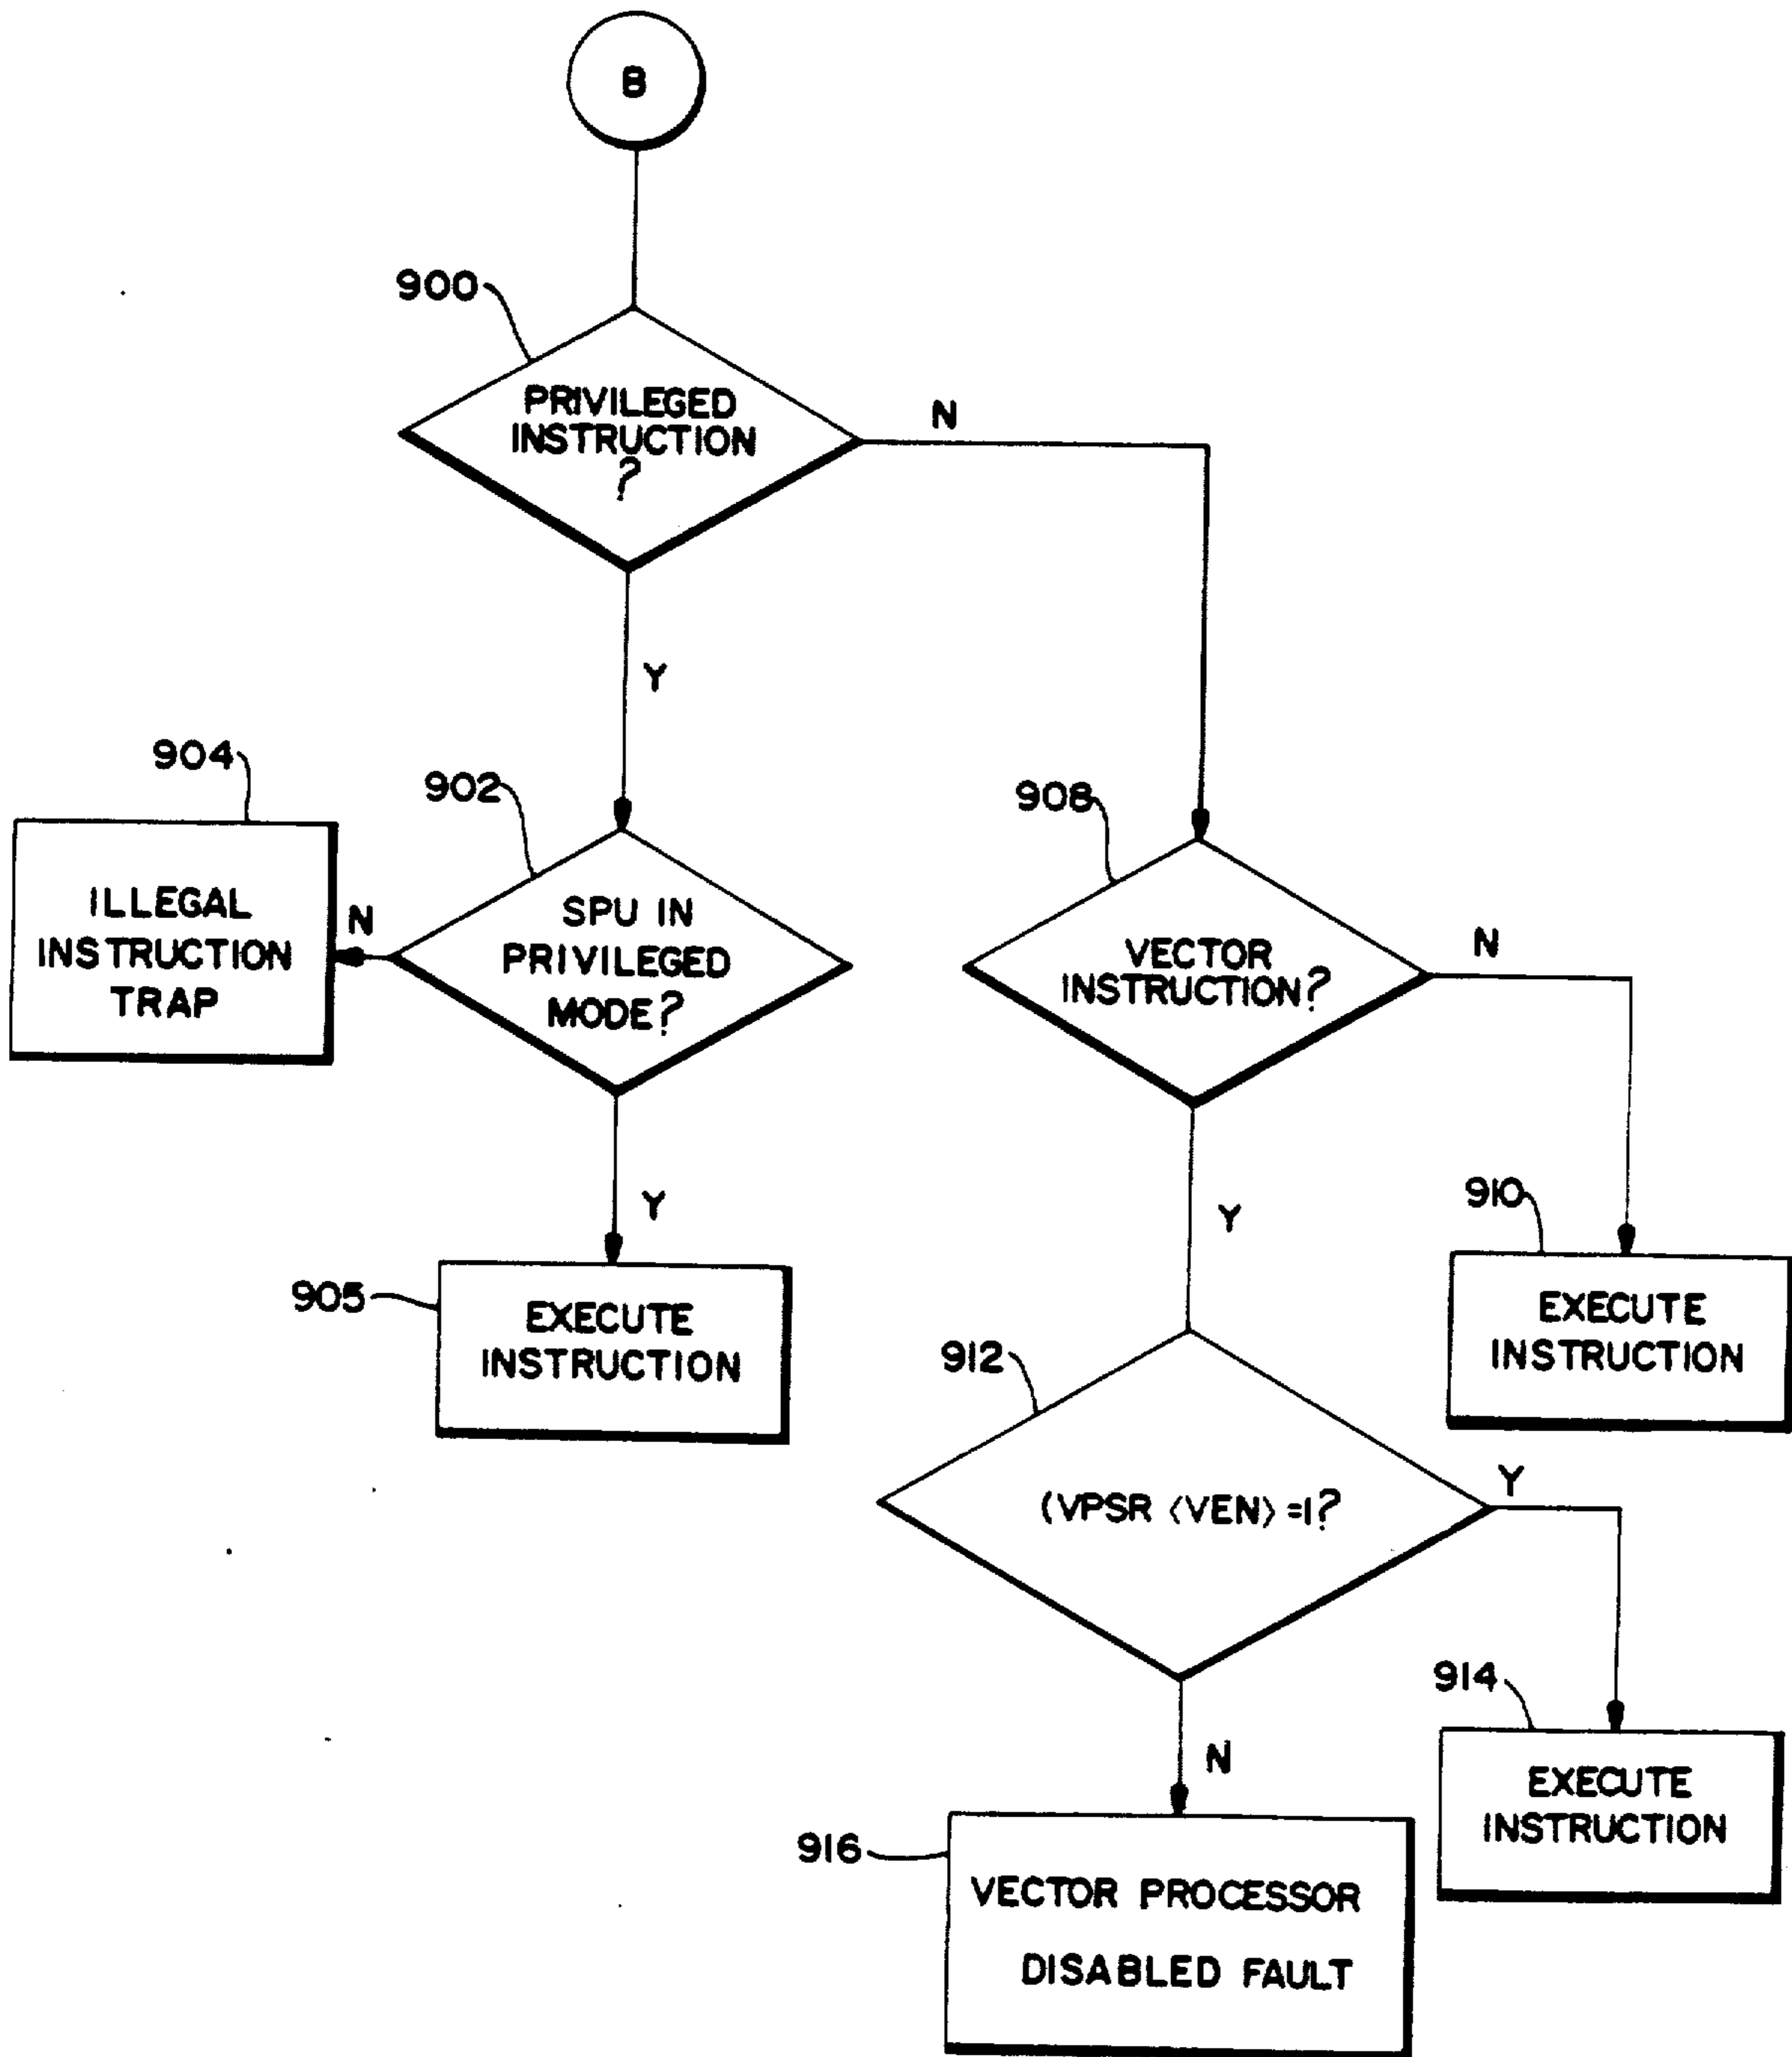 B
900
PRIVILEGED
INSTRUCTION
?
N
Y
904
902
908
ILLEGAL
INSTRUCTION
TRAP
N
SPU IN
PRIVILEGED
MODE?
VECTOR
INSTRUCTION?
N
Y
Y
910
905
EXECUTE
INSTRUCTION
EXECUTE
INSTRUCTION
912
(VPSR <VEN> =1?
Y
N
914
EXECUTE
INSTRUCTION
916
VECTOR PROCESSOR
DISABLED FAULT